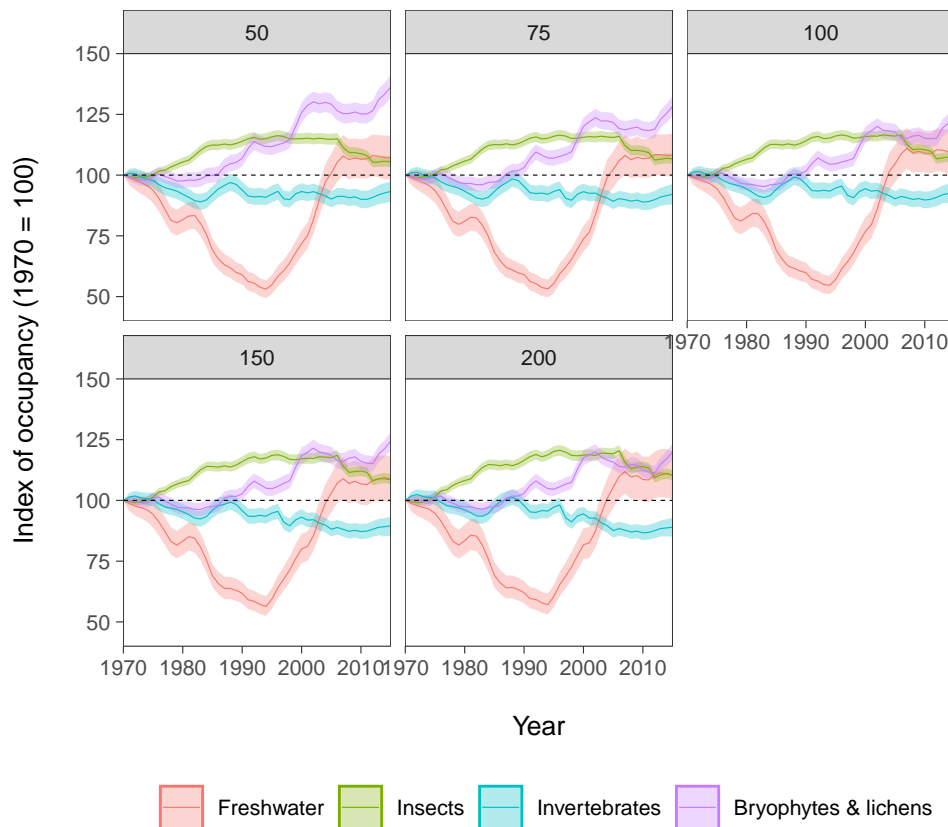 50 75 100
150
125
100
75
50
1970 1980 1990 2000 2010
150 200
150
125
100
75
50
1970 1980 1990 2000 2010 1970 1980 1990 2000 2010
Index of occupancy (1970 = 100)
Year
Freshwater Insects Invertebrates Bryophytes & lichens